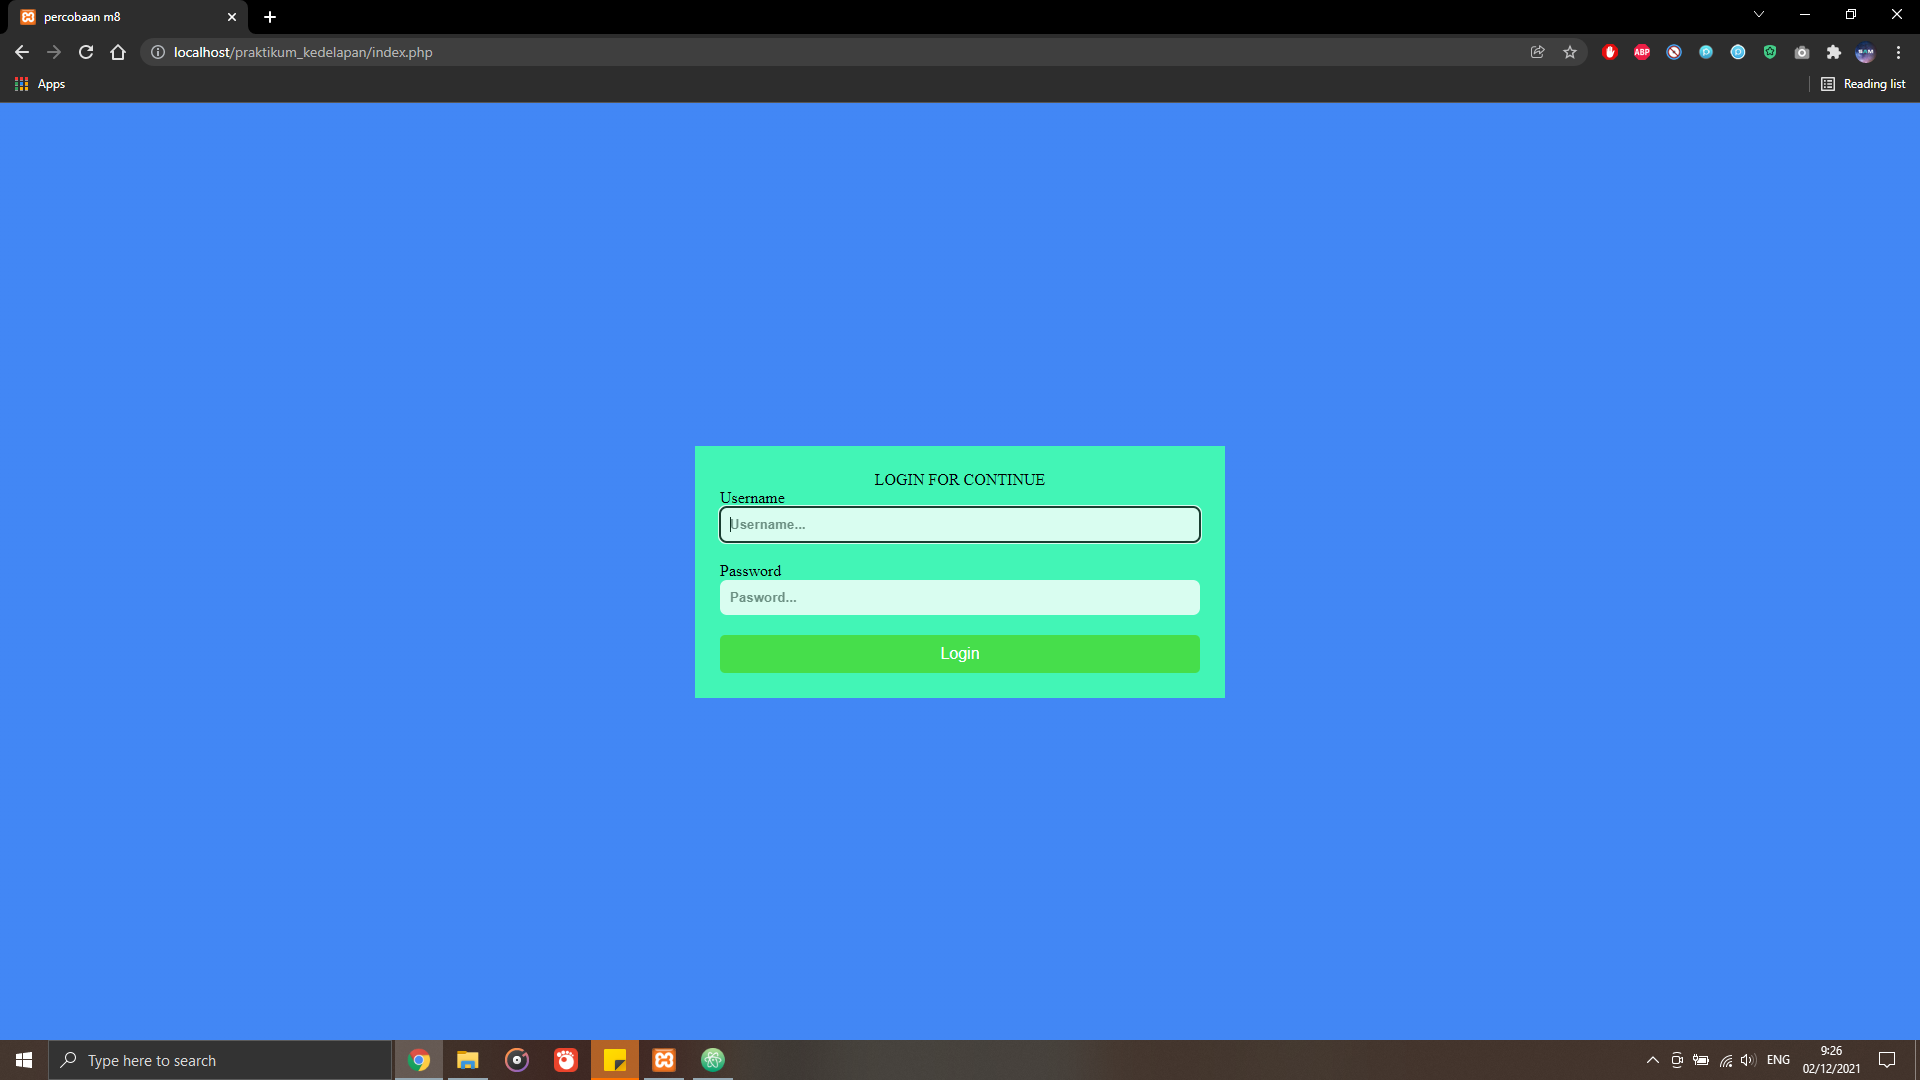 percobaan m8
localhost/praktikum_kedelapan/index.php
ABP
Apps
Reading list
LOGIN FOR CONTINUE
Username
Username...
Password
Pasword...
Login
Type here to search
ENG
9:26
02/12/2021